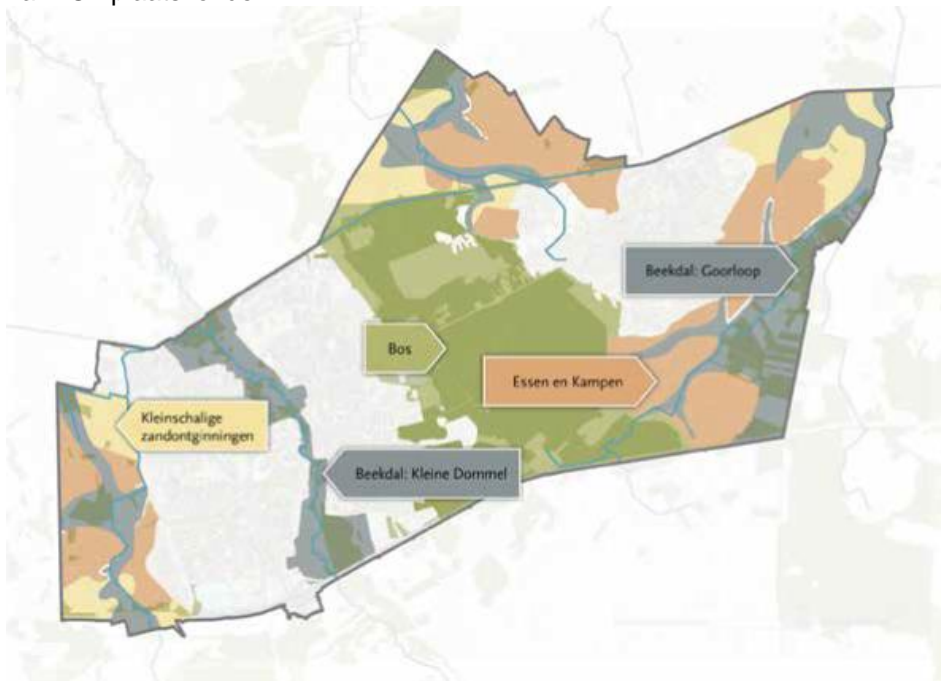 Beekdal: Goorloop
Bos
Essen en Kampen
Kleinschalige
zandontginningen
Beekdal: Kleine Dommel